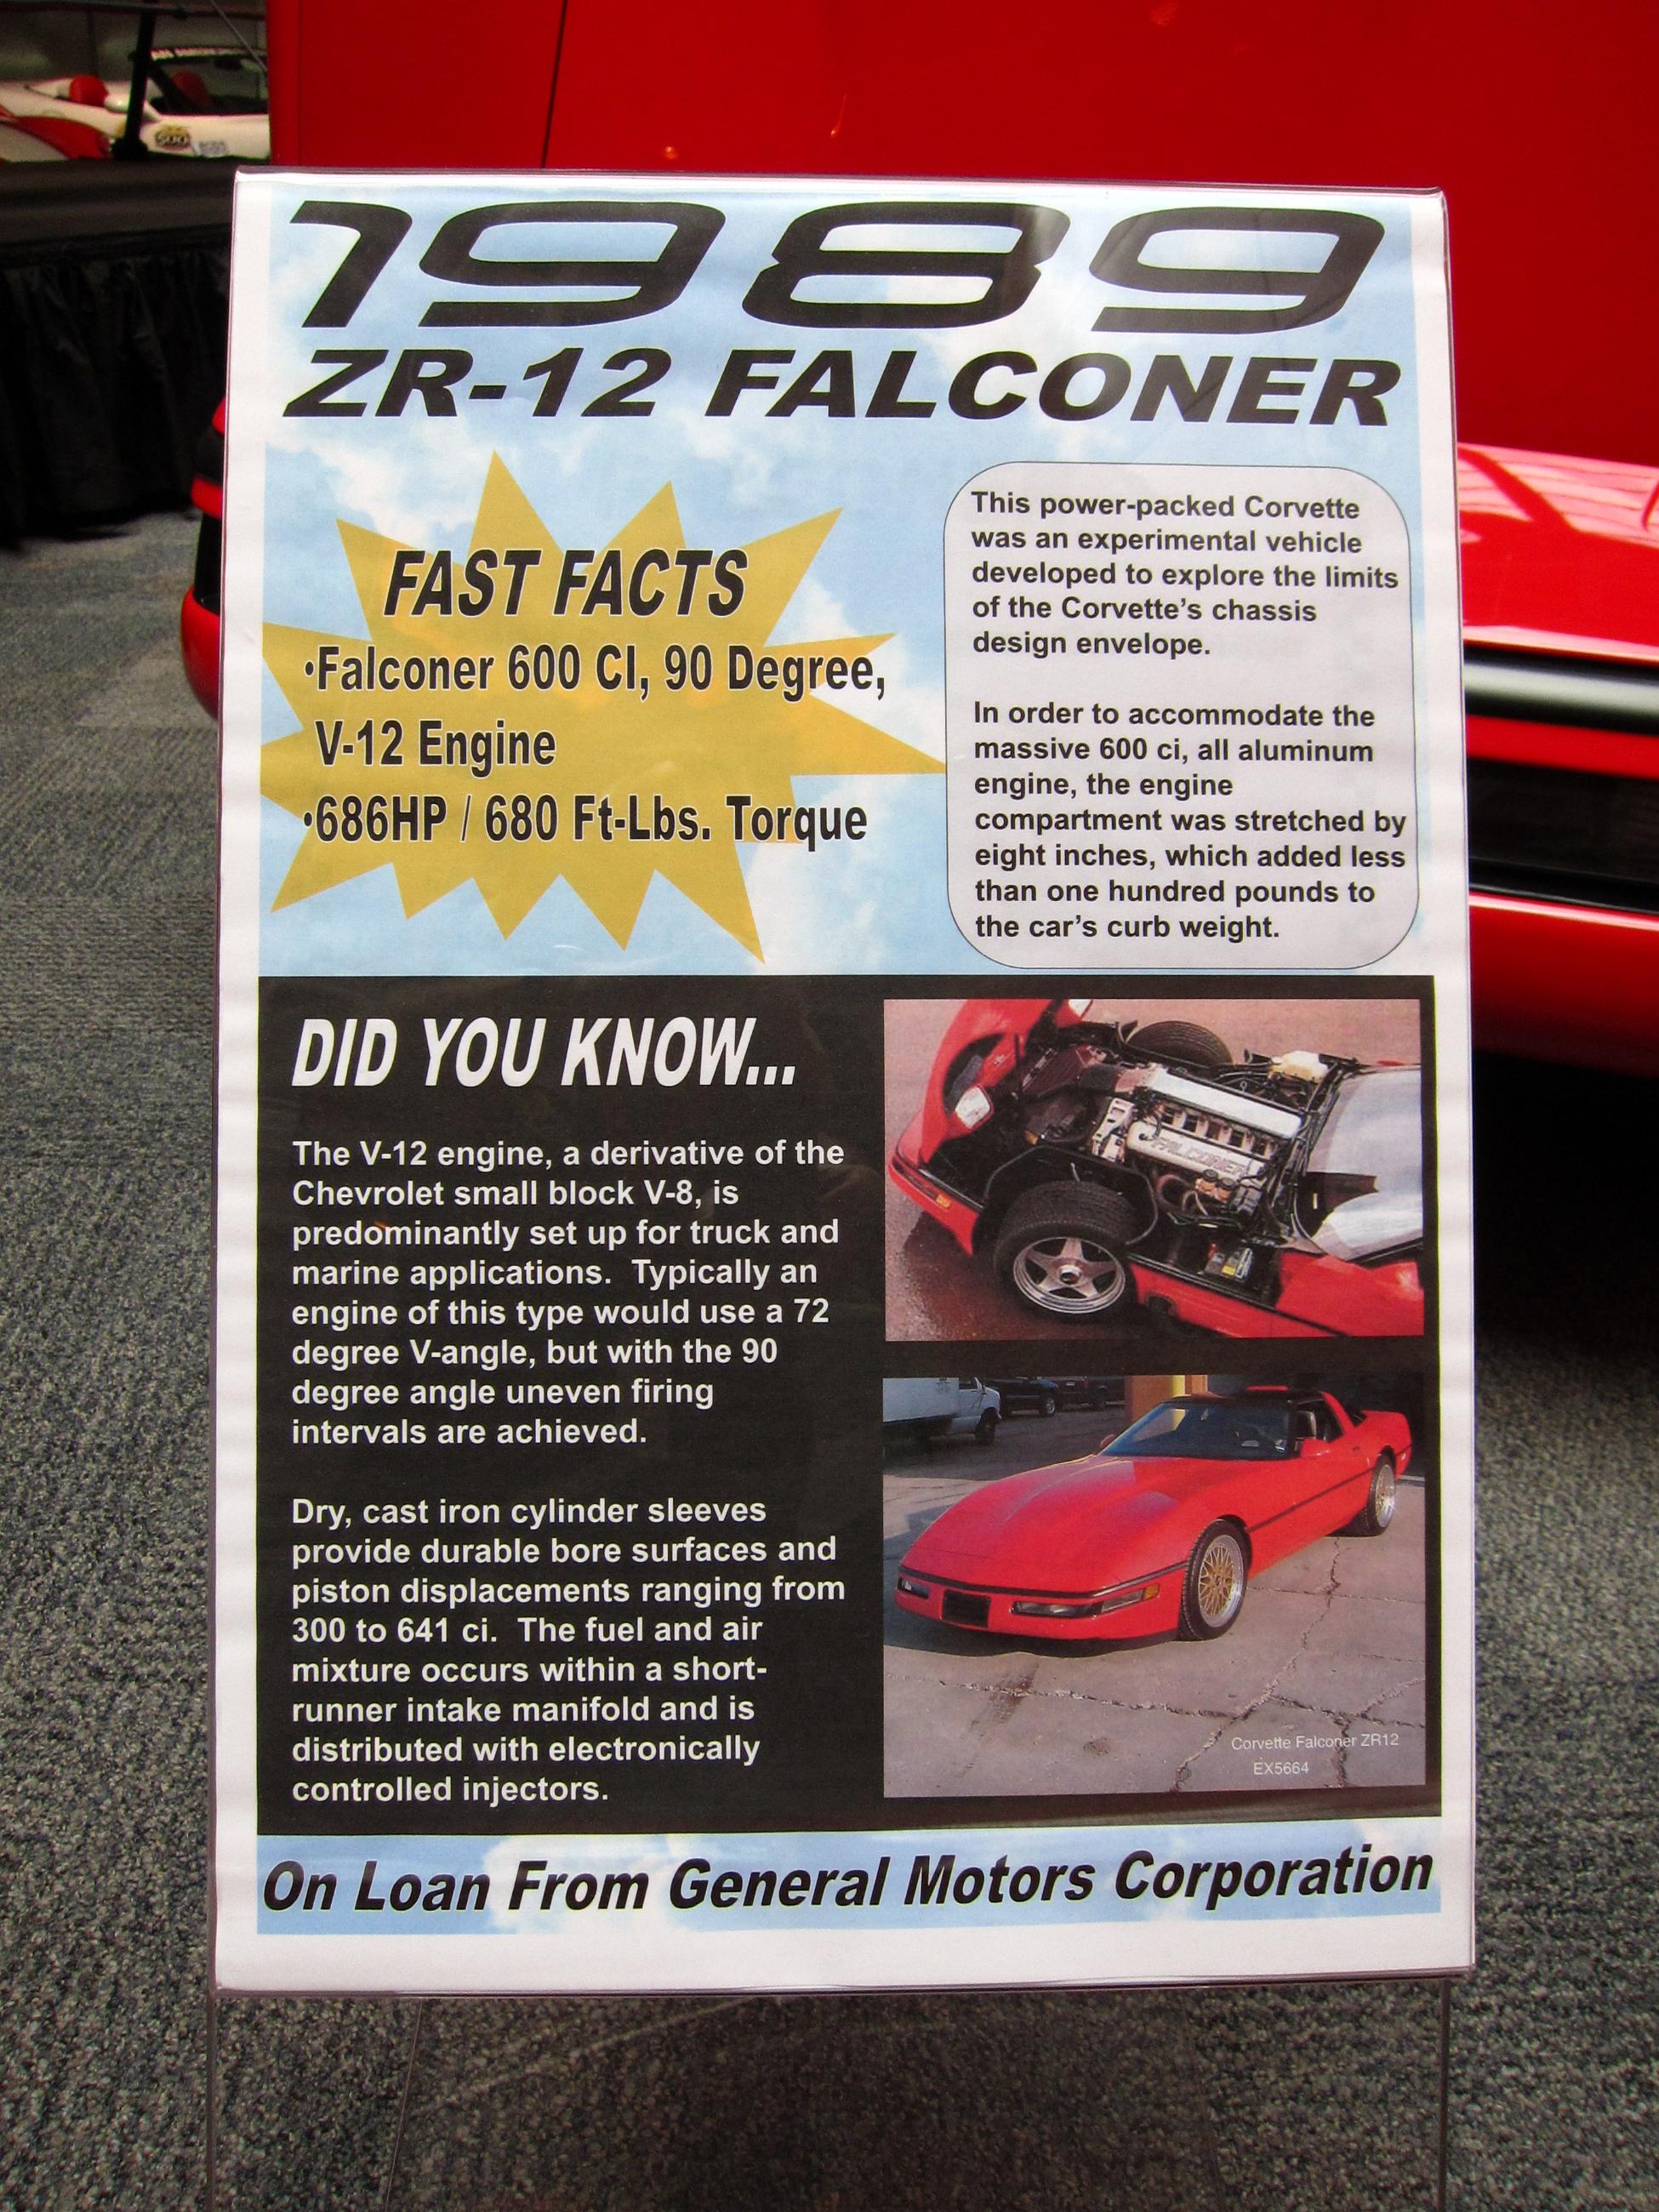 1989
ZR-12 FALCONER
FAST FACTS
•Falconer 600 CI, 90 Degree,
V-12 Engine
•686HP / 680 Ft-Lbs. Torque
This power-packed Corvette
was an experimental vehicle
developed to explore the limits
of the Corvette's chassis
design envelope.
In order to accommodate the
massive 600 ci, all aluminum
engine, the engine
compartment was stretched by
eight inches, which added less
than one hundred pounds to
the car's curb weight.
DID YOU KNOW...
The V-12 engine, a derivative of the
Chevrolet small block V-8, is
predominantly set up for truck and
marine applications.  Typically an
engine of this type would use a 72
degree V-angle, but with the 90
degree angle uneven firing
intervals are achieved.
Dry, cast iron cylinder sleeves
provide durable bore surfaces and
piston displacements ranging from
300 to 641 ci.  The fuel and air
mixture occurs within a short-
runner intake manifold and is
distributed with electronically
controlled injectors.
FALCONER
Corvette Falconer ZR12
EX5664
On Loan From General Motors Corporation